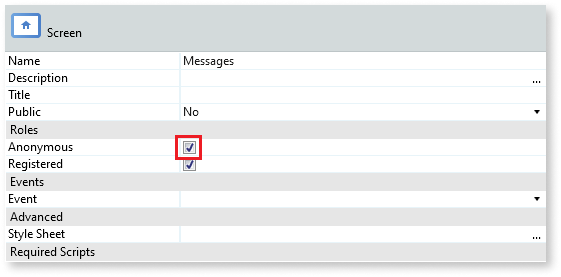 Screen
Name Messages
Description ...
Title
Public No
Roles
Anonymous
Registered
Events
Event
Advanced
Style Sheet ...
Required Scripts